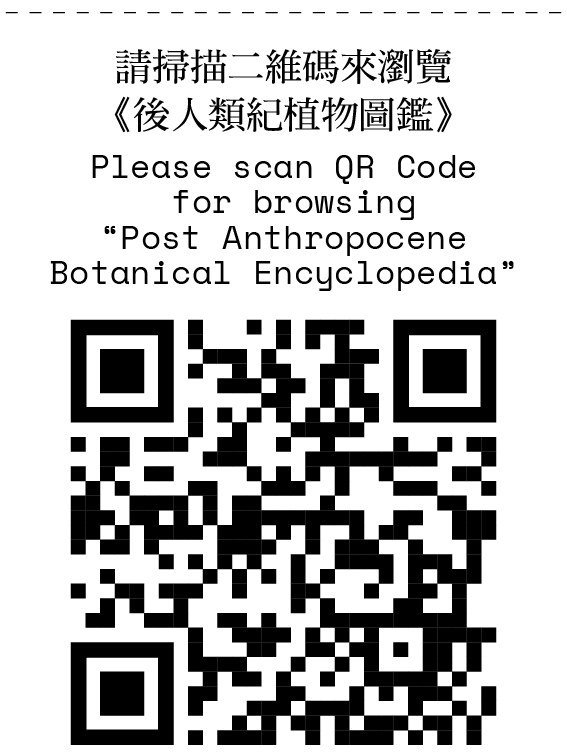 請掃描二維碼來瀏覽
《後人類紀植物圖鑑》
Please scan QR Code
for browsing
“Post Anthropocene
Botanical Encyclopedia”